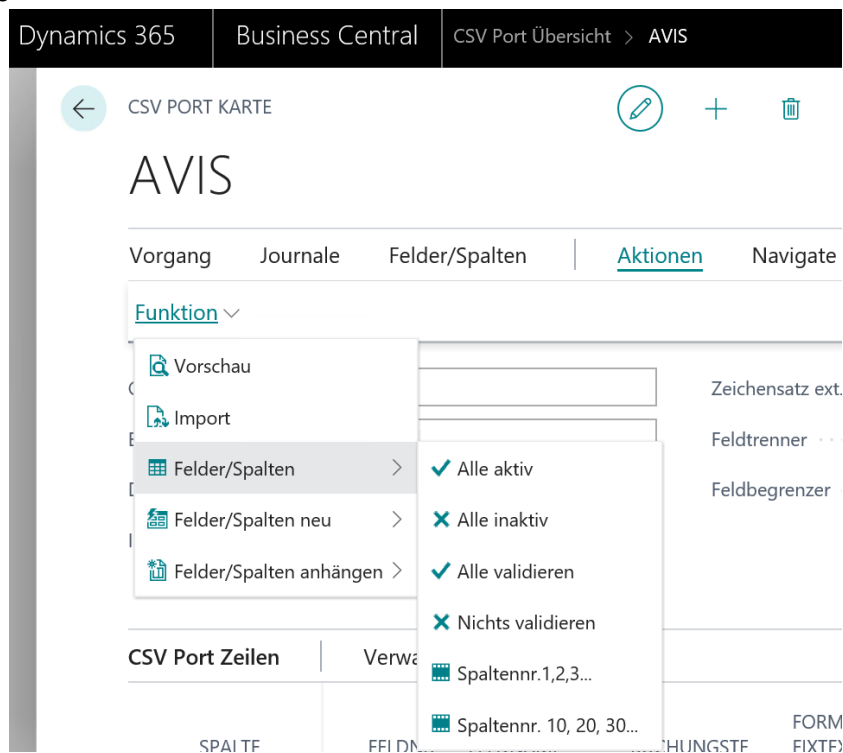 Dynamics 365 Business Central CSV Port Übersicht > AVIS
CSV PORT KARTE
AVIS
Vorgang Journale Felder/Spalten Aktionen Navigate
Funktion
Vorschau
Import
Zeichensatz ext.
Feldtrenner
Felder/Spalten
Alle aktiv
Feldbegrenzer
Felder/Spalten neu
Alle inaktiv
Felder/Spalten anhängen
Alle validieren
Nichts validieren
CSV Port Zeilen
Spaltennr.1,2,3...
Spaltennr. 10, 20, 30...
FORM
SPALTE